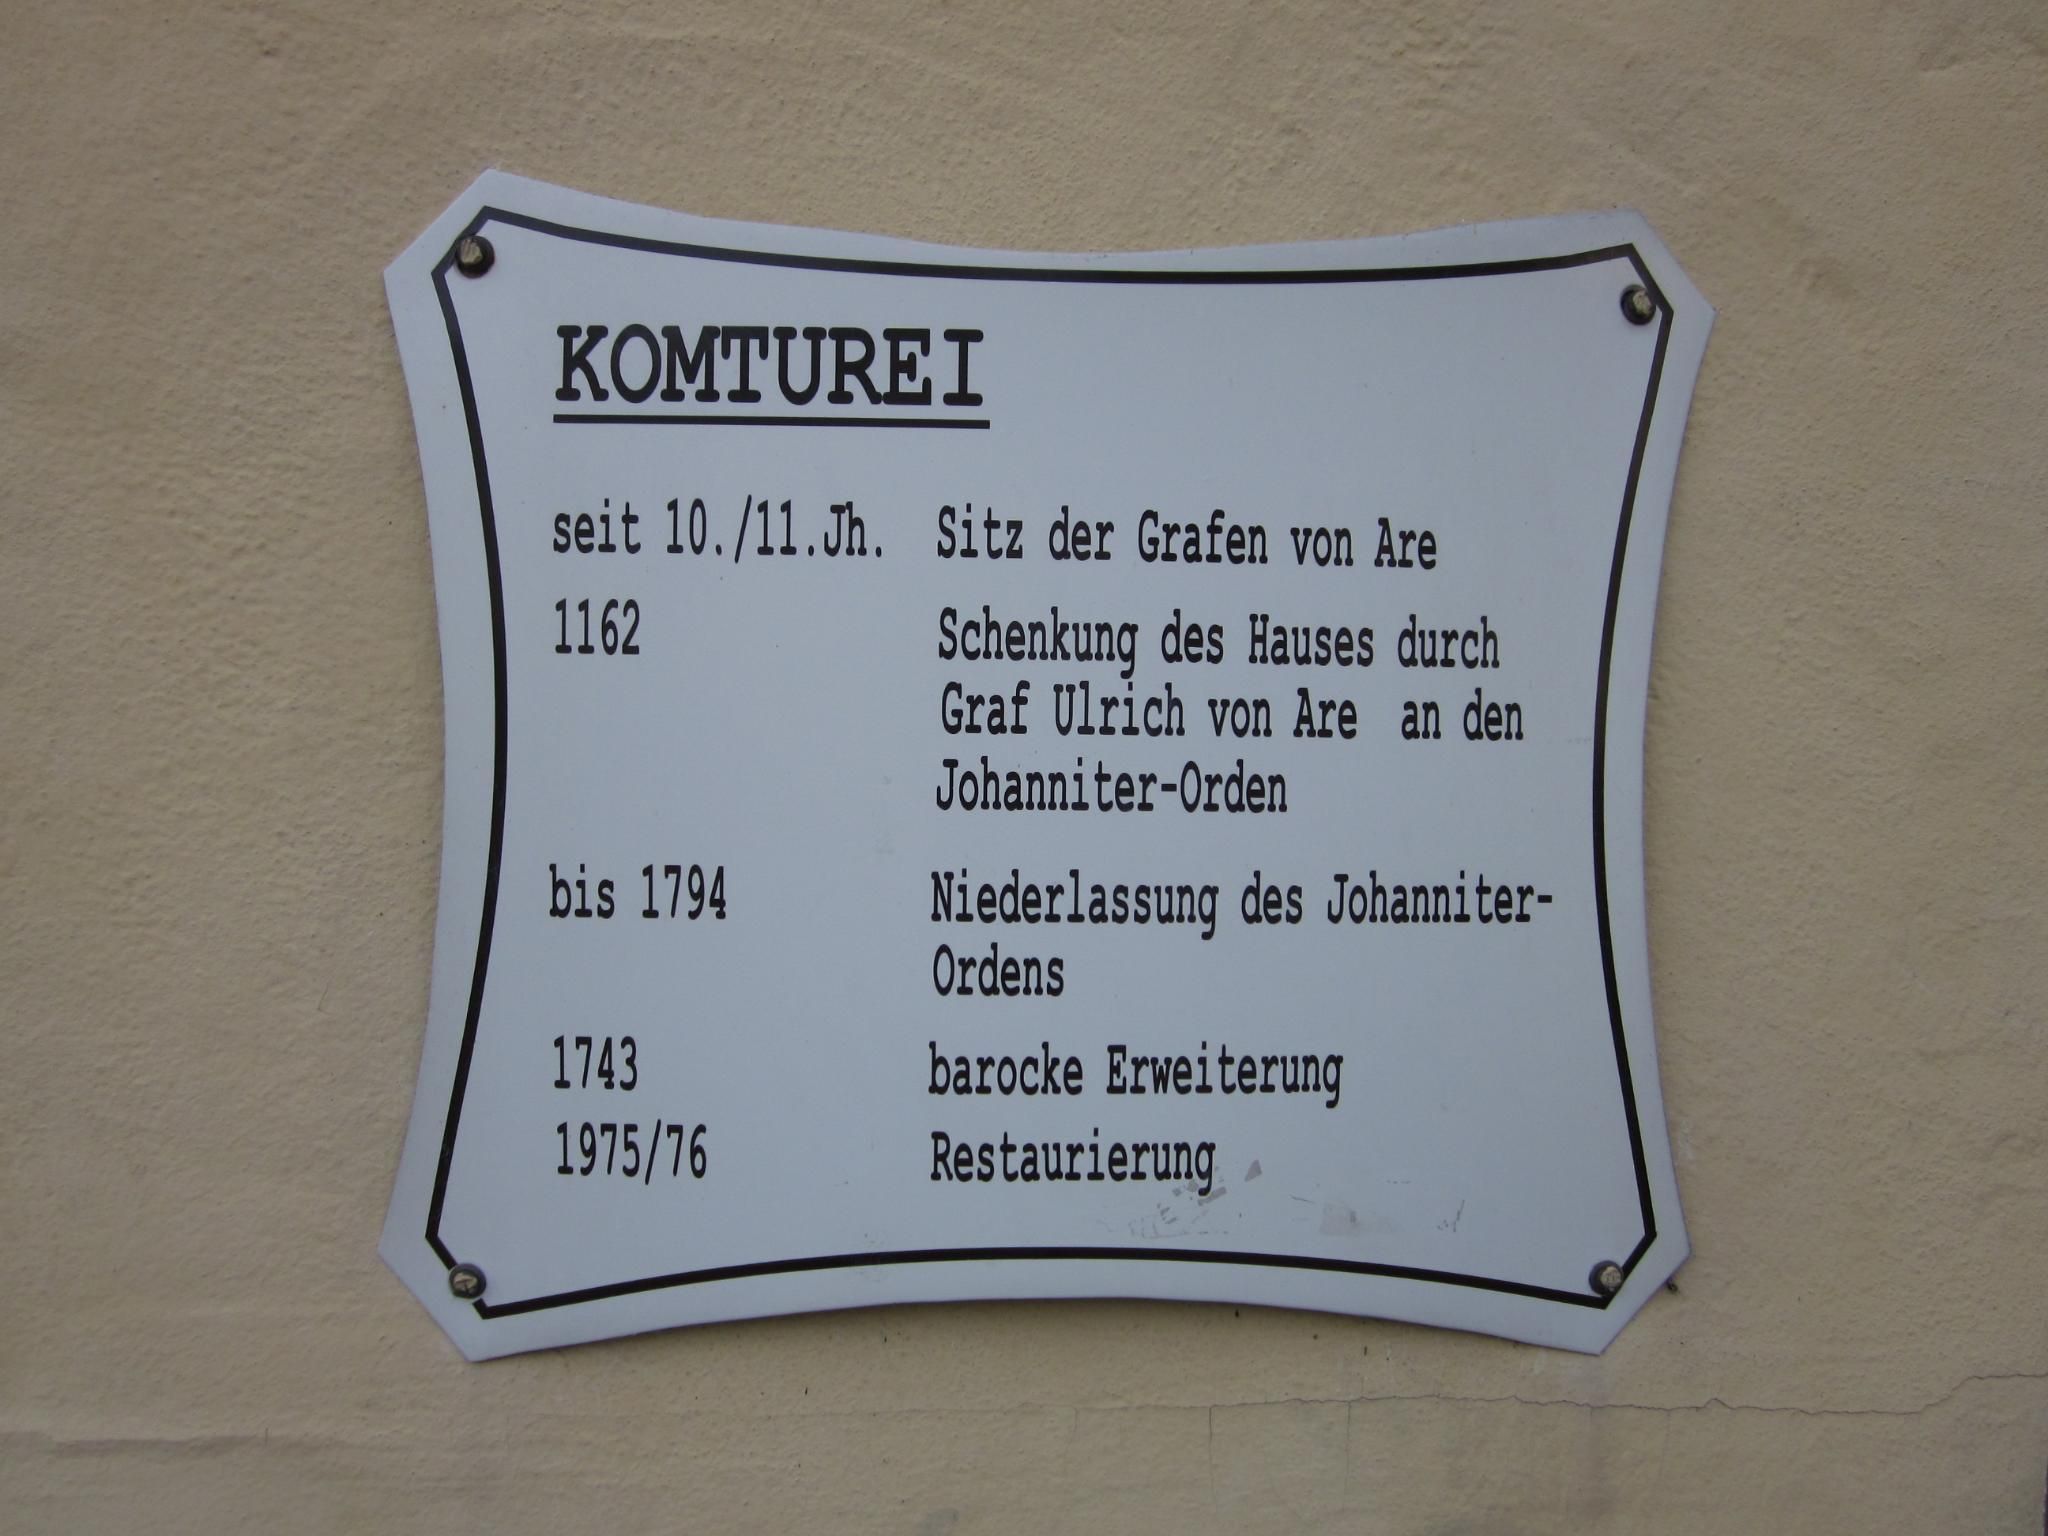 KOMTUREI
seit 10./11.Jh. Sitz der Grafen von Are
1162 Schenkung des Hauses durch
Graf Ulrich von Are an den
Johanniter-Orden
bis 1794 Niederlassung des Johanniter-
Ordens
1743 barocke Erweiterung
1975/76 Restaurierung